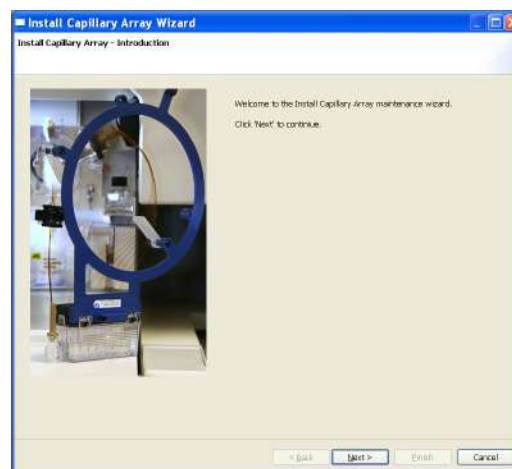 Install Capillary Array Wizard
Install Capillary Array - Introduction
Welcome to the Install Capillary Array maintenance wizard.
Click 'Next' to continue.
< Back
Next >
Finish
Cancel